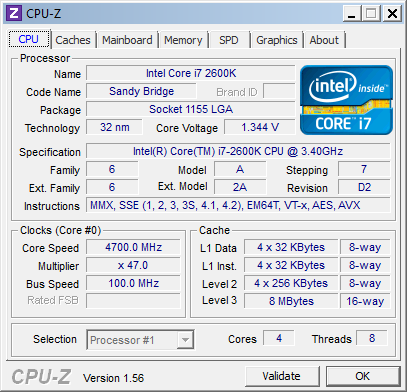 CPU-Z
CPU Caches Mainboard Memory SPD Graphics About
Processor
Name Intel Core i7 2600K
Code Name Sandy Bridge Brand ID
Package Socket 1155 LGA
Technology 32 nm Core Voltage 1.344 V
intel inside™
CORE™ i7
Specification Intel(R) Core(TM) i7-2600K CPU @ 3.40GHz
Family 6 Model A Stepping 7
Ext. Family 6 Ext. Model 2A Revision D2
Instructions MMX, SSE (1, 2, 3, 3S, 4.1, 4.2), EM64T, VT-x, AES, AVX
Clocks (Core #0)
Core Speed 4700.0 MHz
Multiplier x 47.0
Bus Speed 100.0 MHz
Rated FSB
Cache
L1 Data 4 x 32 KBytes 8-way
L1 Inst. 4 x 32 KBytes 8-way
Level 2 4 x 256 KBytes 8-way
Level 3 8 MBytes 16-way
Selection Processor #1 Cores 4 Threads 8
CPU-Z Version 1.56 Validate OK